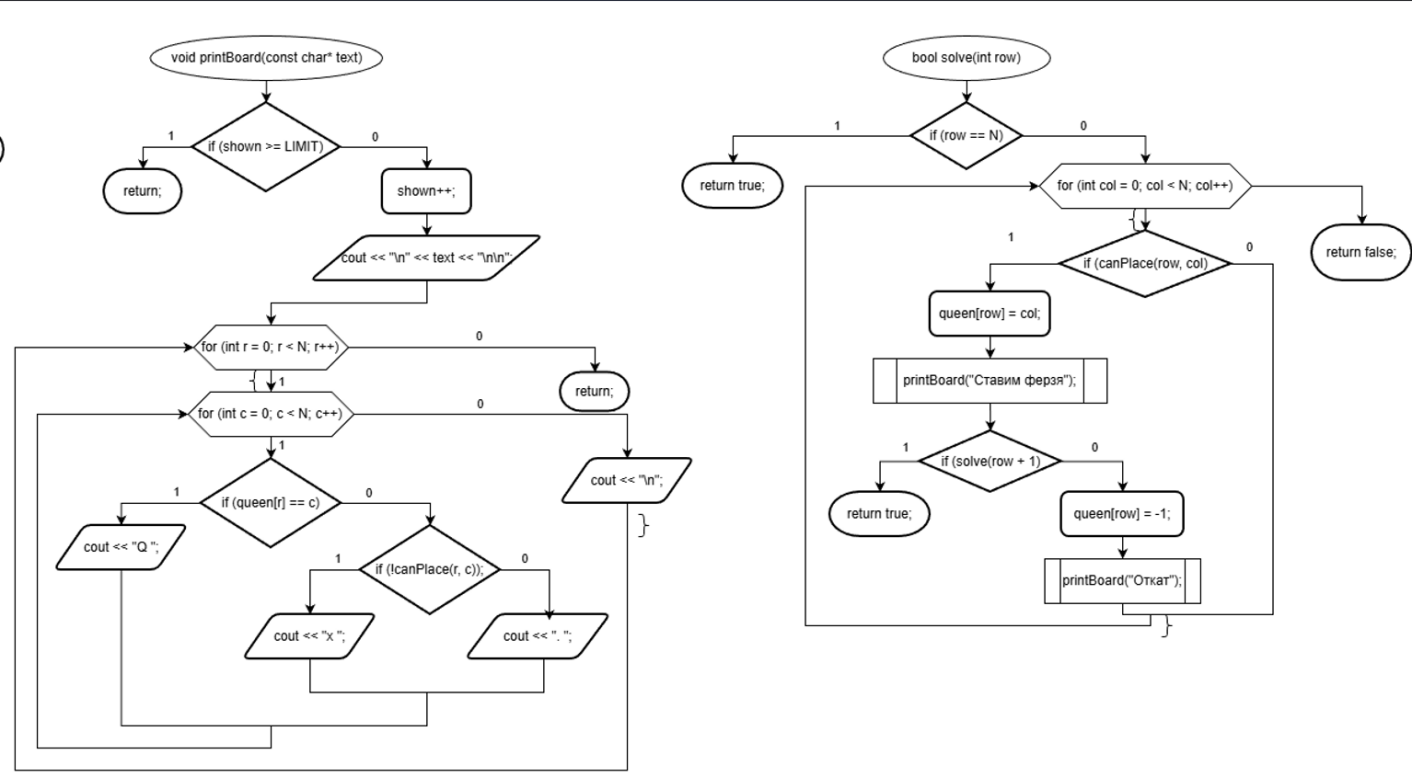 void printBoard(const char* text)
if (shown >= LIMIT)
1
0
return;
shown++;
cout << "\n" << text << "\n\n";
for (int r = 0; r < N; r++)
0
return;
{
1
for (int c = 0; c < N; c++)
0
1
cout << "\n";
}
if (queen[r] == c)
1
0
cout << "Q ";
if (!canPlace(r, c));
1
0
cout << "x ";
cout << ". ";
bool solve(int row)
if (row == N)
1
0
return true;
for (int col = 0; col < N; col++)
return false;
{
if (canPlace(row, col)
1
0
queen[row] = col;
printBoard("Ставим ферзя");
if (solve(row + 1)
1
0
return true;
queen[row] = -1;
printBoard("Откат");
}